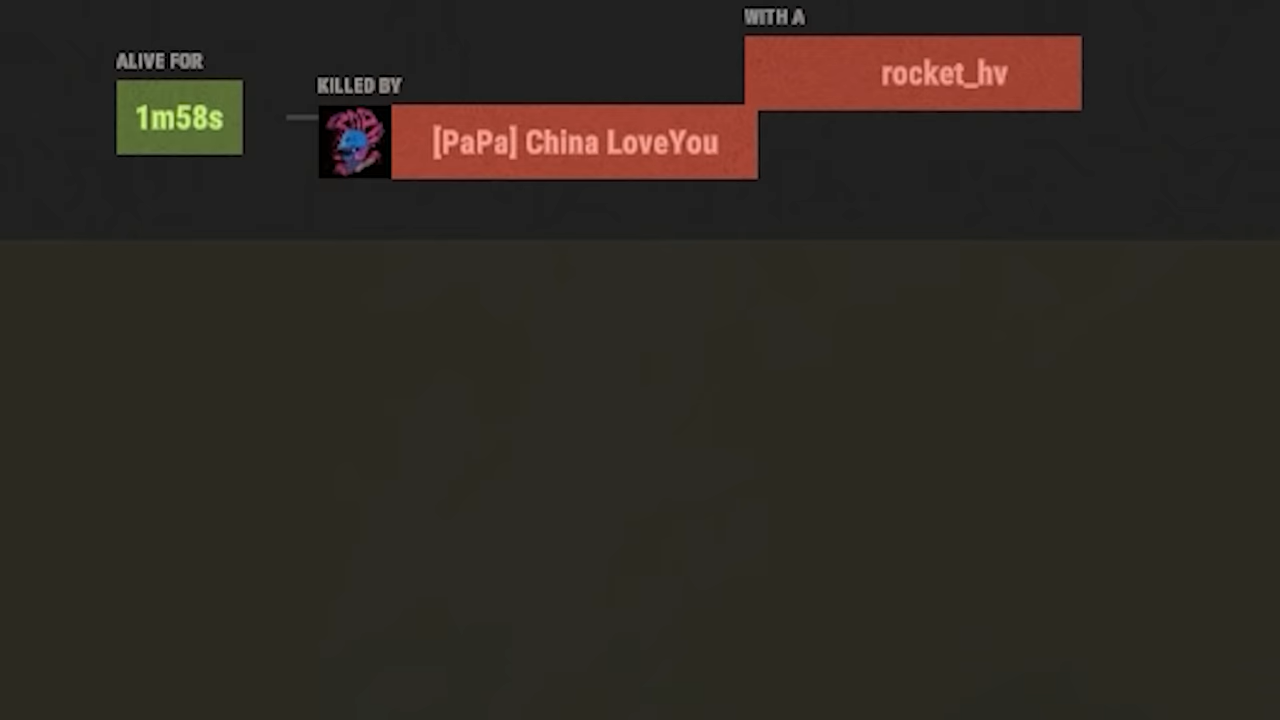 WITH A
rocket_hv
ALIVE FOR
1m58s
KILLED BY
[PaPa] China LoveYou